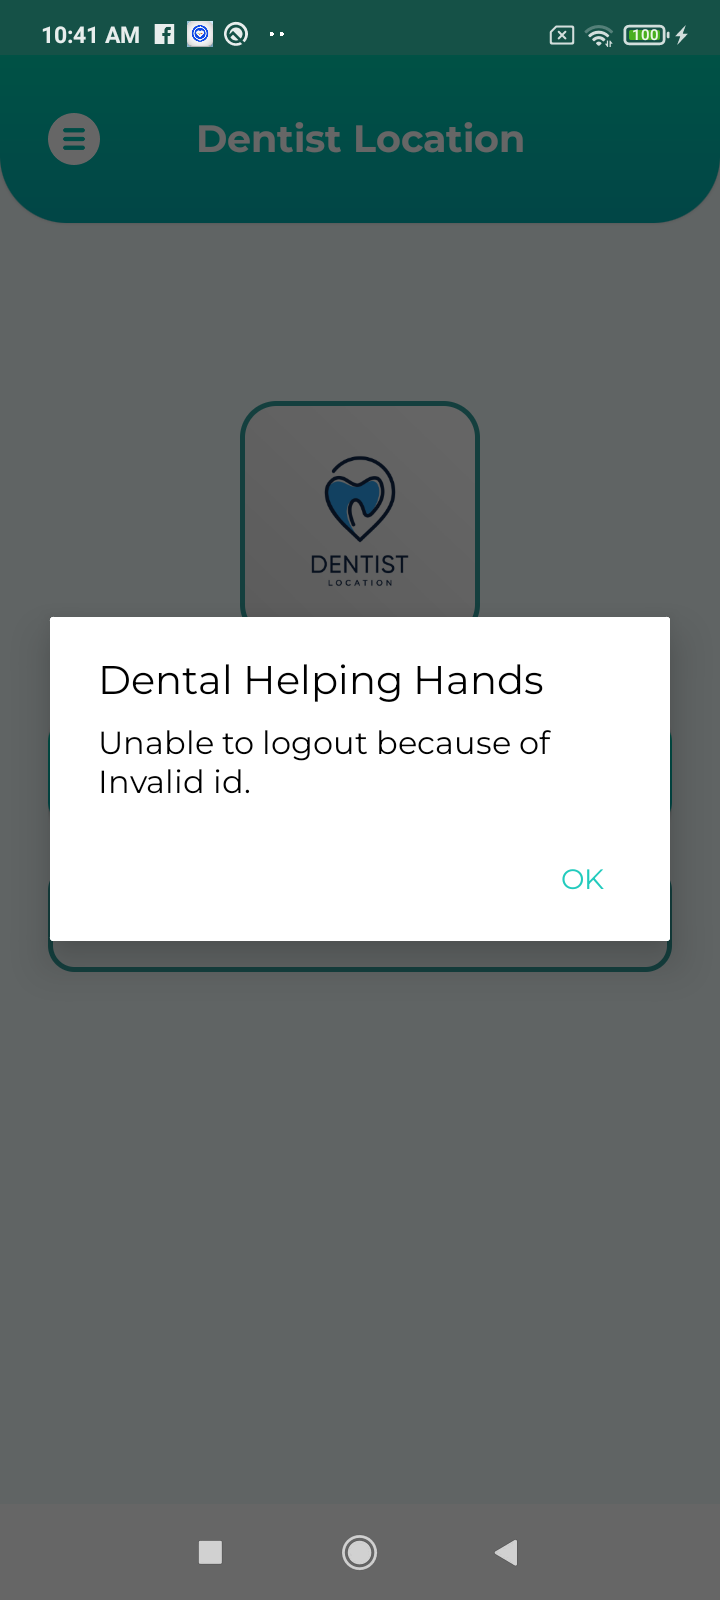 10:41 AM
100
Dentist Location
DENTIST
LOCATION
Dental Helping Hands
Unable to logout because of
Invalid id.
OK